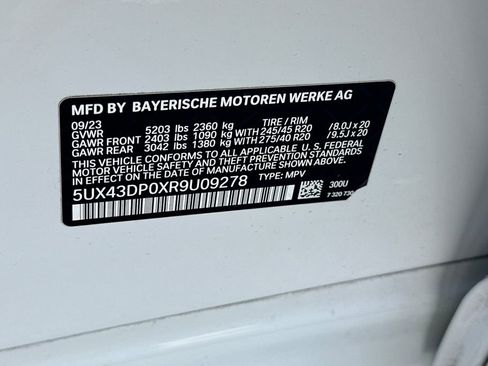 MFD BY BAYERISCHE MOTOREN WERKE AG
09/23 TIRE / RIM
GVWR 5203 lbs 2360 kg
GAWR FRONT 2403 lbs 1090 kg WITH 245/45 R20 / 8.0J x 20
GAWR REAR 3042 lbs 1380 kg WITH 275/40 R20 / 9.5J x 20
THIS VEHICLE CONFORMS TO ALL APPLICABLE U.S. FEDERAL
MOTOR VEHICLE SAFETY AND THEFT PREVENTION STANDARDS IN
EFFECT ON THE DATE OF MANUFACTURE SHOWN ABOVE.
5UX43DP0XR9U09278 TYPE: MPV 300U
7 320 730